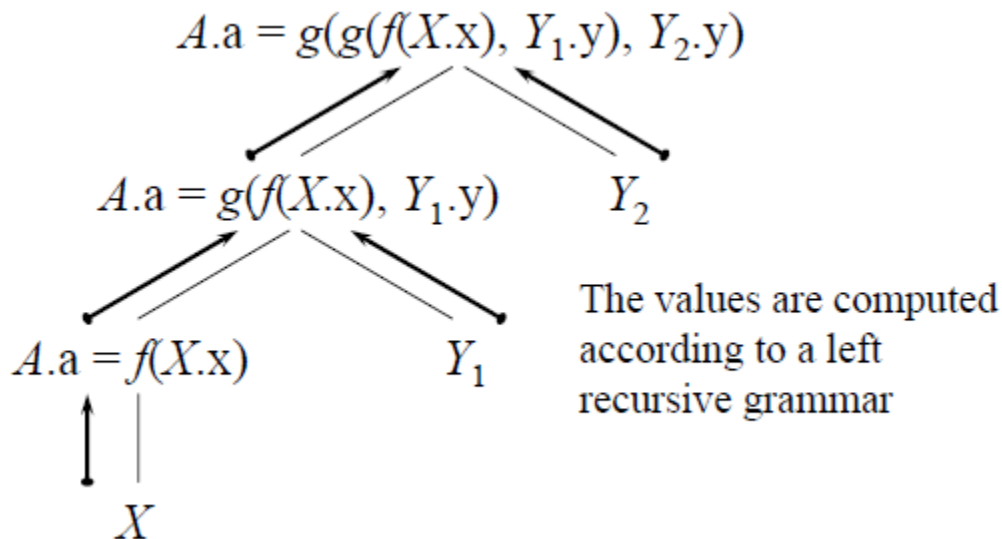 A.a = g(g(f(X.x), Y₁.y), Y₂.y)
A.a = g(f(X.x), Y₁.y)
Y₂
A.a = f(X.x)
Y₁
The values are computed
according to a left
recursive grammar
X